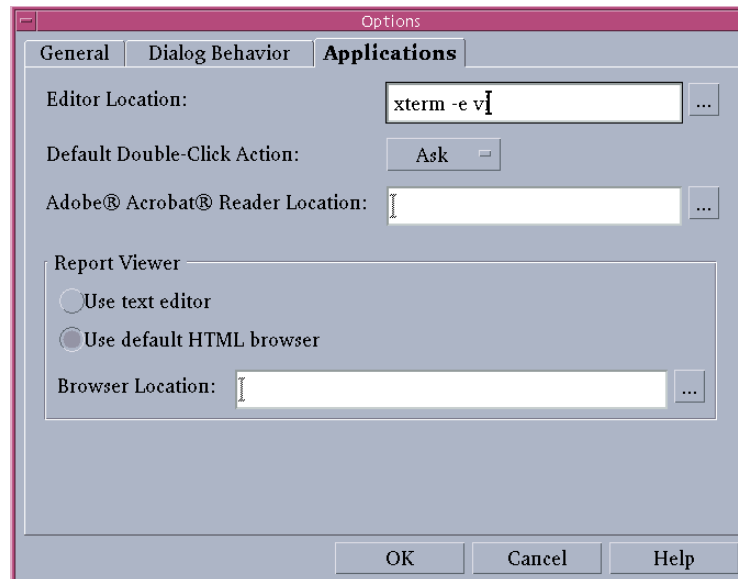 Options
General Dialog Behavior Applications
Editor Location: xterm -e vi ...
Default Double-Click Action: Ask
Adobe® Acrobat® Reader Location: ...
Report Viewer
Use text editor
Use default HTML browser
Browser Location: ...
OK Cancel Help